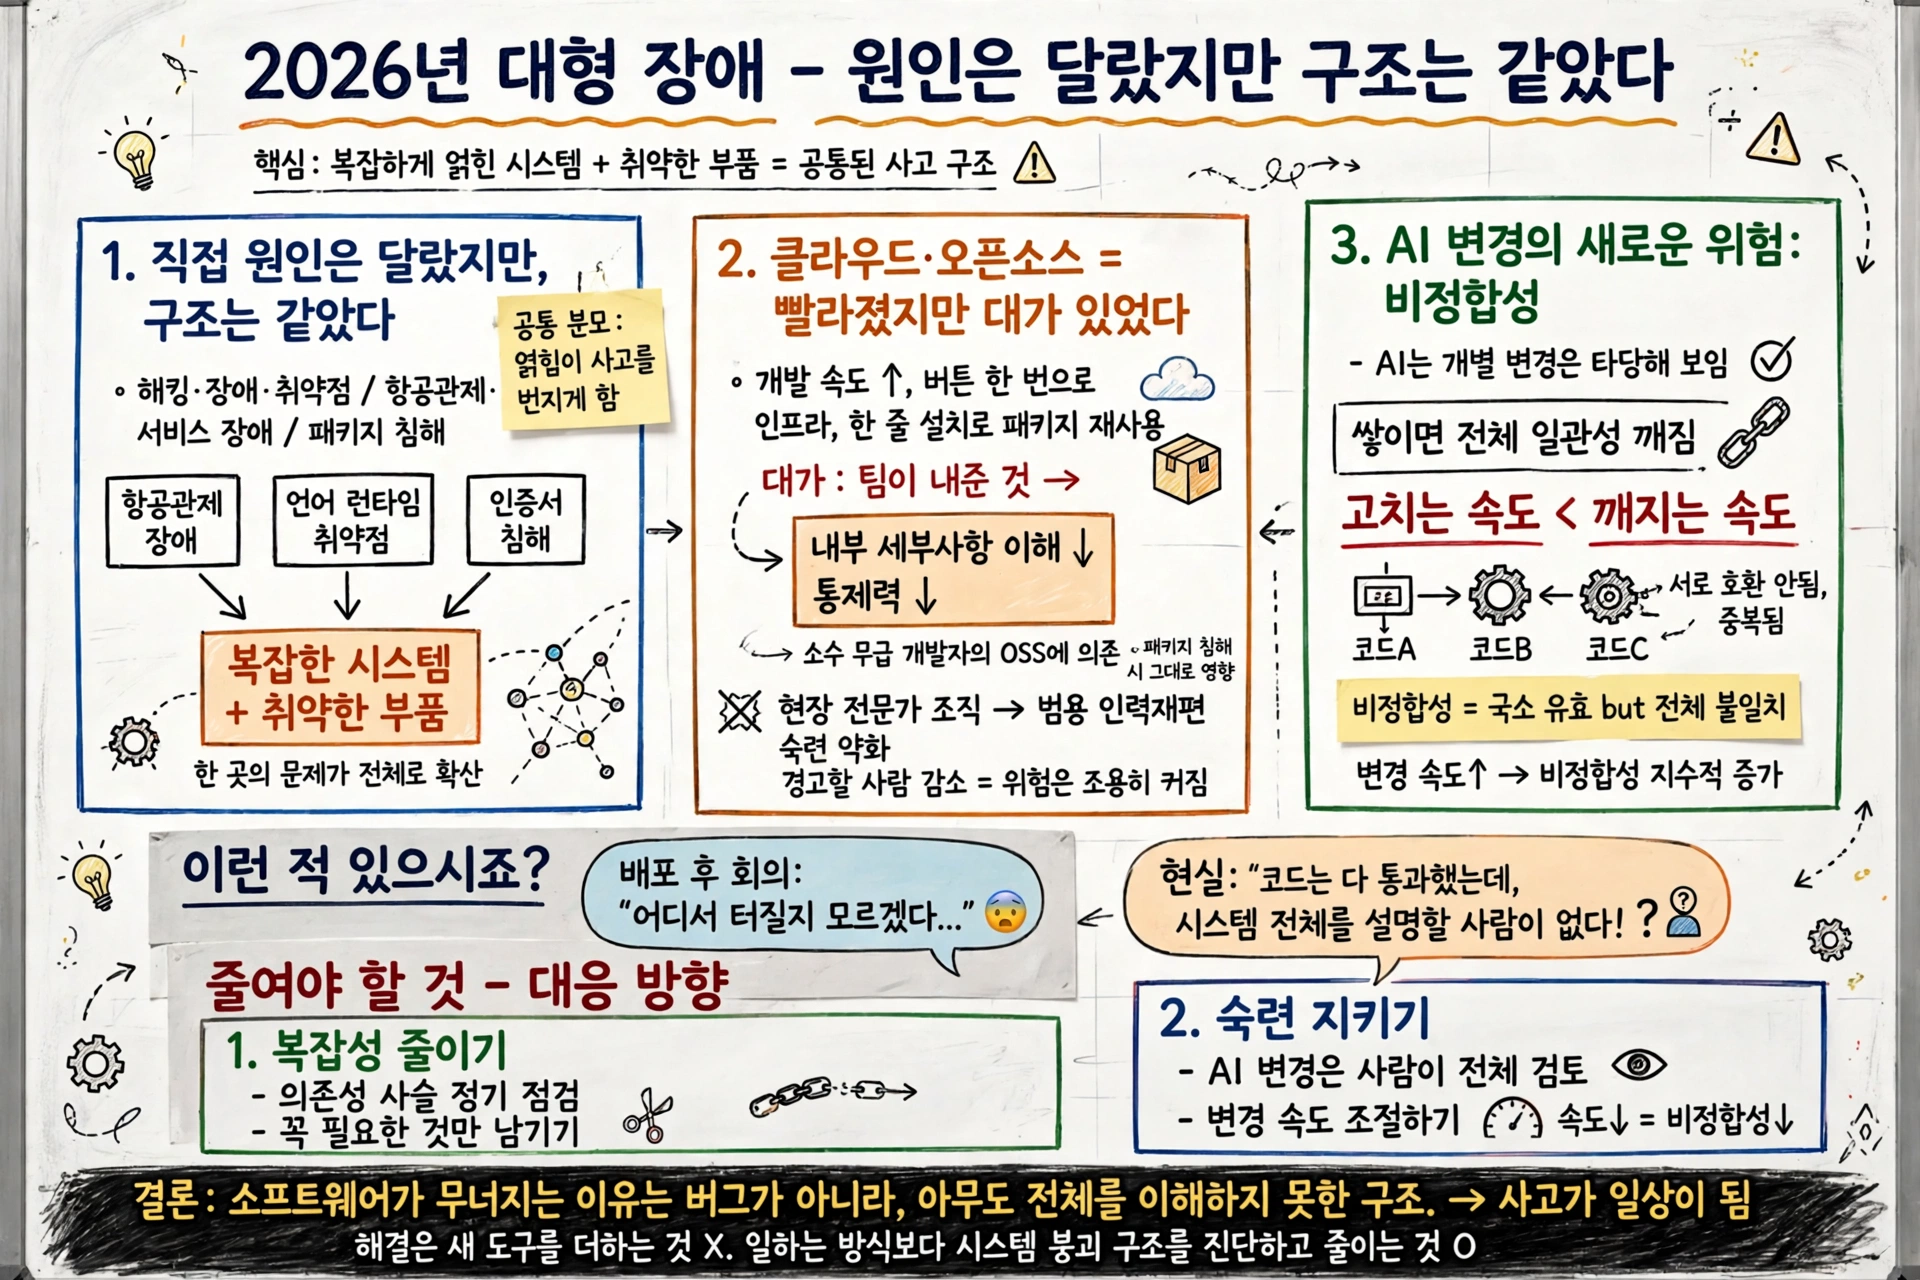 2026년 대형 장애 - 원인은 달랐지만 구조는 같았다
핵심: 복잡하게 얽힌 시스템 + 취약한 부품 = 공통된 사고 구조
1. 직접 원인은 달랐지만,
구조는 같았다
공통 분모:
얽힘이 사고를
번지게 함
해킹·장애·취약점 / 항공관제·
서비스 장애 / 패키지 침해
항공관제
장애
언어 런타임
취약점
인증서
침해
복잡한 시스템
+ 취약한 부품
한 곳의 문제가 전체로 확산
2. 클라우드·오픈소스 =
빨라졌지만 대가 있었다
개발 속도 ↑, 버튼 한 번으로
인프라, 한 줄 설치로 패키지 재사용
대가 : 팀이 내준 것 →
내부 세부사항 이해 ↓
통제력 ↓
소수 무급 개발자의 OSS에 의존
패키지 침해
시 그대로 영향
현장 전문가 조직 → 범용 인력재편
숙련 약화
경고할 사람 감소 = 위험은 조용히 커짐
3. AI 변경의 새로운 위험:
비정합성
- AI는 개별 변경은 타당해 보임
쌓이면 전체 일관성 깨짐
고치는 속도 < 깨지는 속도
코드A
코드B
코드C
서로 호환 안됨,
중복됨
비정합성 = 국소 유효 but 전체 불일치
변경 속도↑ → 비정합성 지수적 증가
이런 적 있으시죠?
배포 후 회의:
“어디서 터질지 모르겠다...”
현실: “코드는 다 통과했는데,
시스템 전체를 설명할 사람이 없다! ?
줄여야 할 것 - 대응 방향
1. 복잡성 줄이기
- 의존성 사슬 정기 점검
- 꼭 필요한 것만 남기기
2. 숙련 지키기
- AI 변경은 사람이 전체 검토
- 변경 속도 조절하기 속도↓ = 비정합성↓
결론: 소프트웨어가 무너지는 이유는 버그가 아니라, 아무도 전체를 이해하지 못한 구조. → 사고가 일상이 됨
해결은 새 도구를 더하는 것 X. 일하는 방식보다 시스템 붕괴 구조를 진단하고 줄이는 것 O